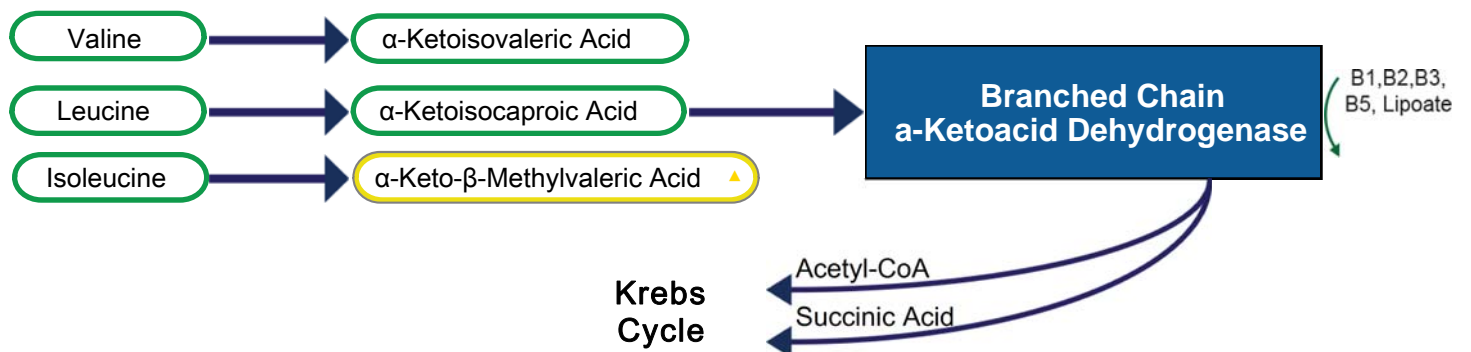 Valine
α-Ketoisovaleric Acid
Leucine
α-Ketoisocaproic Acid
Isoleucine
α-Keto-β-Methylvaleric Acid
Branched Chain
a-Ketoacid Dehydrogenase
B1,B2,B3,
B5, Lipoate
Acetyl-CoA
Succinic Acid
Krebs
Cycle